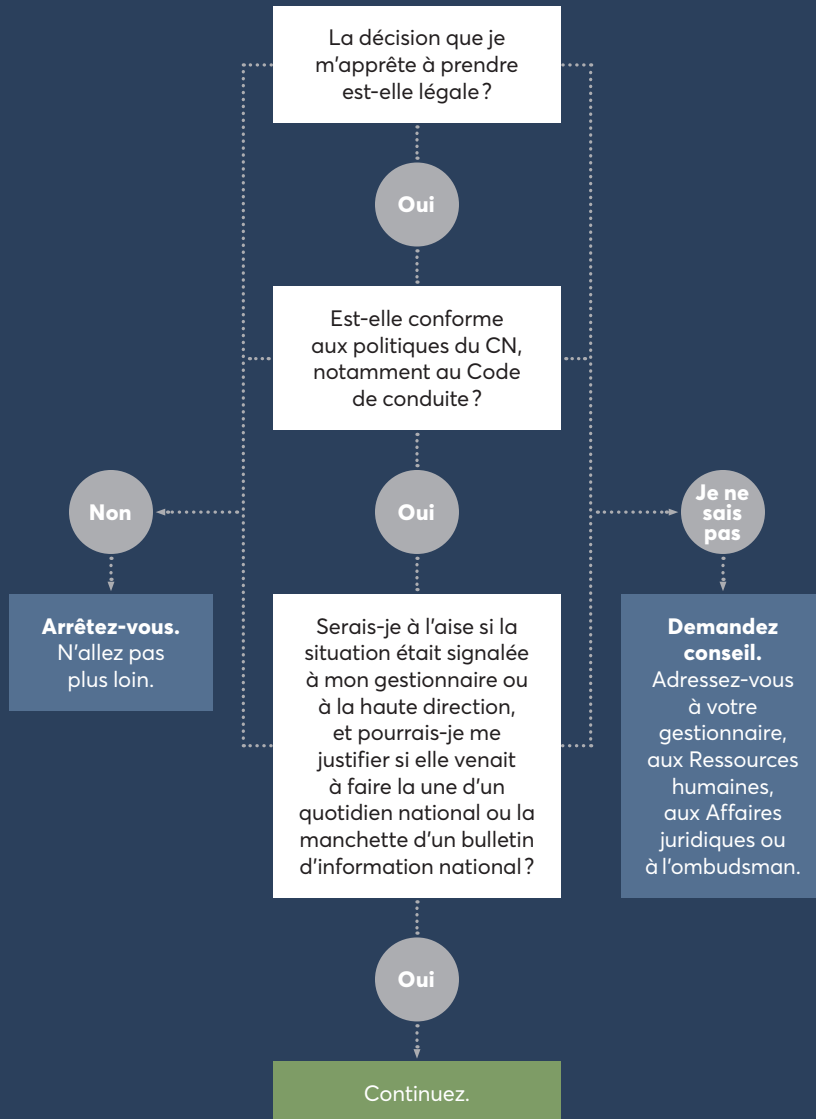 La décision que je
m'apprête à prendre
est-elle légale ?
Oui
Est-elle conforme
aux politiques du CN,
notamment au Code
de conduite ?
Non
Oui
Je ne
sais
pas
Arrêtez-vous.
N'allez pas
plus loin.
Serais-je à l'aise si la
situation était signalée
à mon gestionnaire ou
à la haute direction,
et pourrais-je me
justifier si elle venait
à faire la une d'un
quotidien national ou la
manchette d'un bulletin
d'information national ?
Demandez
conseil.
Adressez-vous
à votre
gestionnaire,
aux Ressources
humaines,
aux Affaires
juridiques ou
à l'ombudsman.
Oui
Continuez.